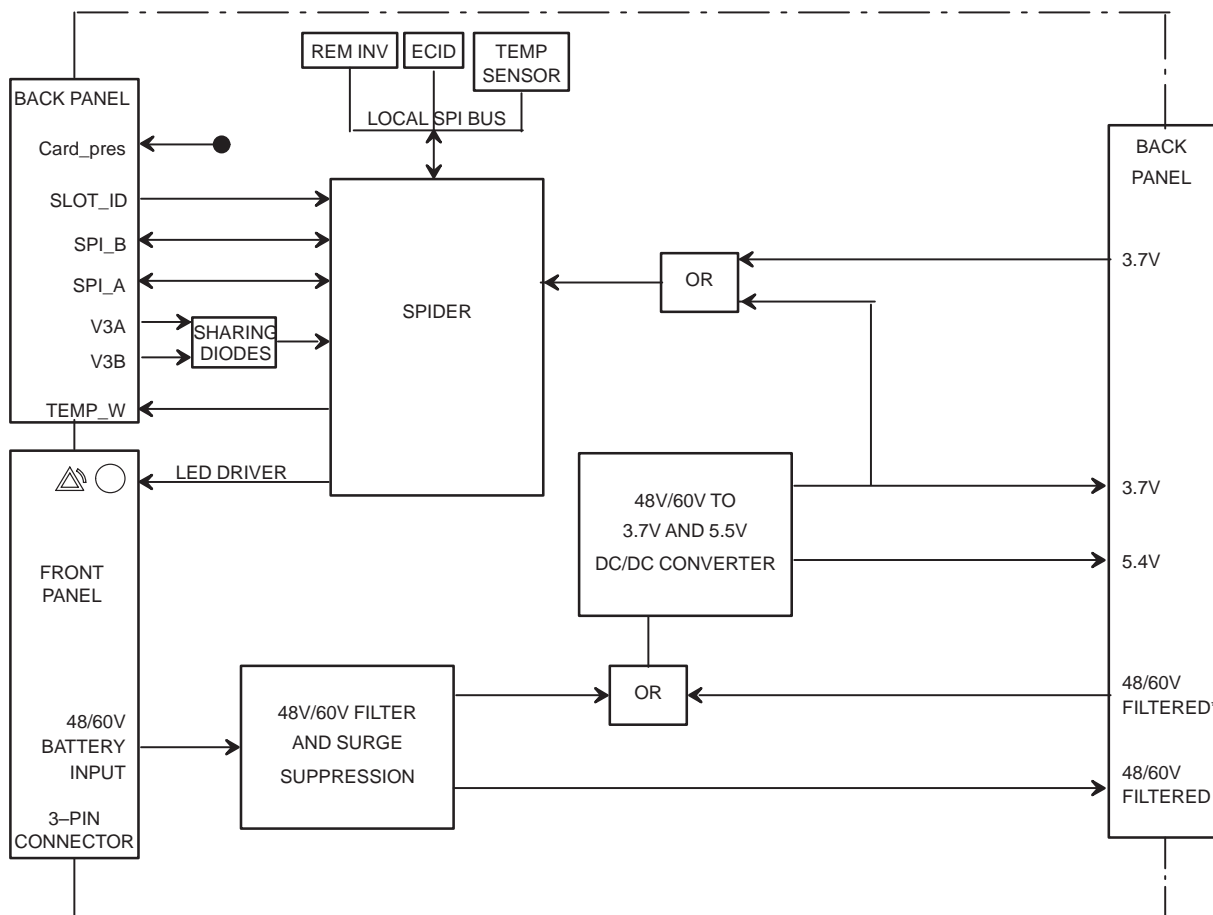 REM INV
ECID
TEMP
SENSOR
LOCAL SPI BUS
BACK PANEL
Card_pres
SLOT_ID
SPI_B
SPI_A
V3A
V3B
TEMP_W
SHARING
DIODES
SPIDER
OR
BACK
PANEL
3.7V
LED DRIVER
48V/60V TO
3.7V AND 5.5V
DC/DC CONVERTER
3.7V
5.4V
FRONT
PANEL
48/60V
BATTERY
INPUT
3–PIN
CONNECTOR
48V/60V FILTER
AND SURGE
SUPPRESSION
OR
48/60V
FILTERED*
48/60V
FILTERED